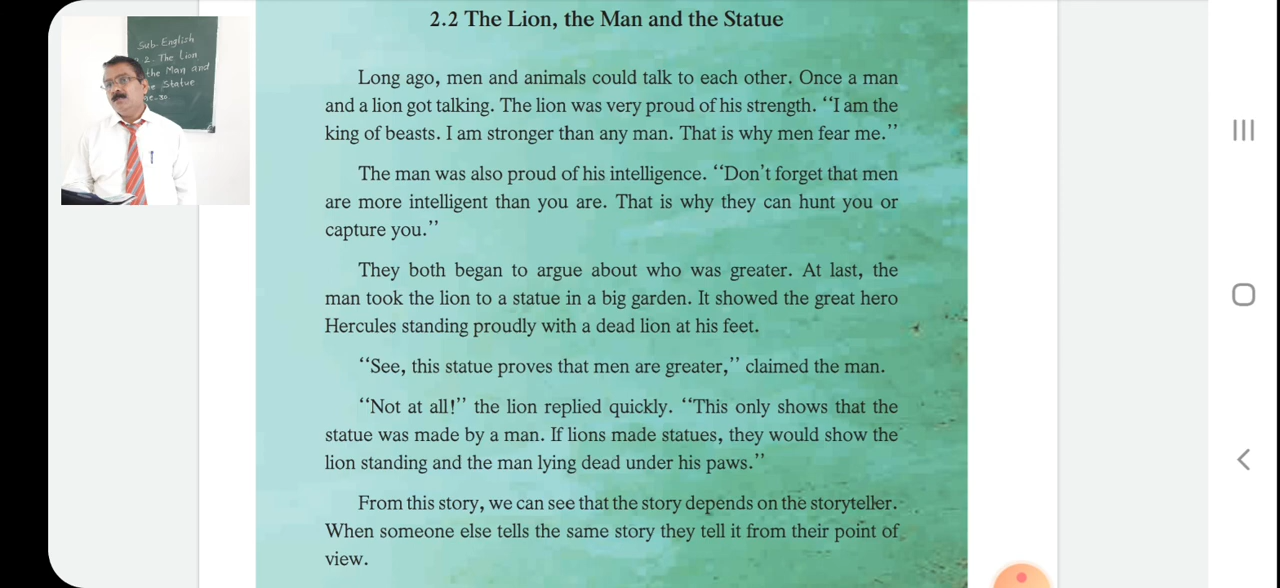 2.2 The Lion, the Man and the Statue
Sub- English
2. The Lion
the Man and
Statue
Long ago, men and animals could talk to each other. Once a man
and a lion got talking. The lion was very proud of his strength. ‘‘I am the
king of beasts. I am stronger than any man. That is why men fear me.’’
The man was also proud of his intelligence. ‘‘Don’t forget that men
are more intelligent than you are. That is why they can hunt you or
capture you.’’
They both began to argue about who was greater. At last, the
man took the lion to a statue in a big garden. It showed the great hero
Hercules standing proudly with a dead lion at his feet.
‘‘See, this statue proves that men are greater,’’ claimed the man.
‘‘Not at all!’’ the lion replied quickly. ‘‘This only shows that the
statue was made by a man. If lions made statues, they would show the
lion standing and the man lying dead under his paws.’’
From this story, we can see that the story depends on the storyteller.
When someone else tells the same story they tell it from their point of
view.